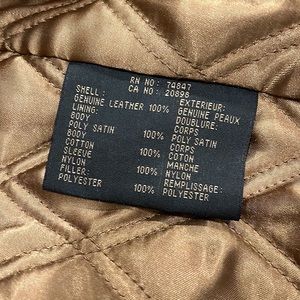 RN NO: 74847
CA NO: 20898
SHELL: EXTERIEUR:
GENUINE LEATHER 100% GENUINE PEAUX
LINING: DOUBLURE:
BODY CORPS
POLY SATIN 100% POLY SATIN
BODY CORPS
COTTON 100% COTON
SLEEVE MANCHE
NYLON 100% NYLON
FILLER: REMPLISSAGE:
POLYESTER 100% POLYESTER